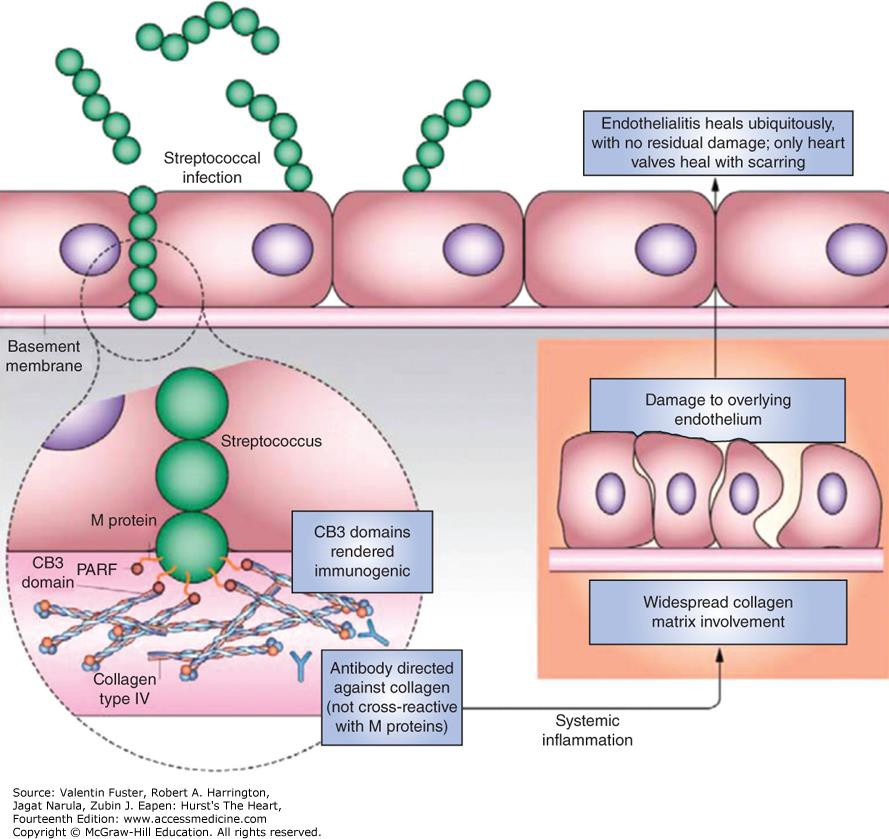 Streptococcal
infection
Endothelialitis heals ubiquitously,
with no residual damage; only heart
valves heal with scarring
Basement
membrane
Streptococcus
M protein
CB3
domain
PARF
CB3 domains
rendered
immunogenic
Collagen
type IV
Antibody directed
against collagen
(not cross-reactive
with M proteins)
Systemic
inflammation
Damage to overlying
endothelium
Widespread collagen
matrix involvement
Source: Valentin Fuster, Robert A. Harrington,
Jagat Narula, Zubin J. Eapen: Hurst's The Heart,
Fourteenth Edition: www.accessmedicine.com
Copyright © McGraw-Hill Education. All rights reserved.